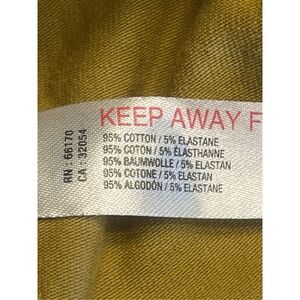 KEEP AWAY F
RN : 66170
CA : 32054
95% COTTON / 5% ELASTANE
95% COTON / 5% ÉLASTHANNE
95% BAUMWOLLE / 5% ELASTAN
95% COTONE / 5% ELASTAN
95% ALGODÓN / 5% ELASTANE